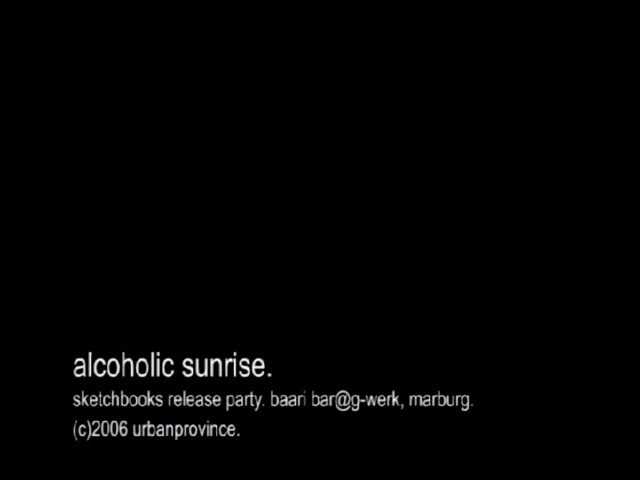 alcoholic sunrise.
sketchbooks release party. baari bar@g-werk, marburg.
(c)2006 urbanprovince.